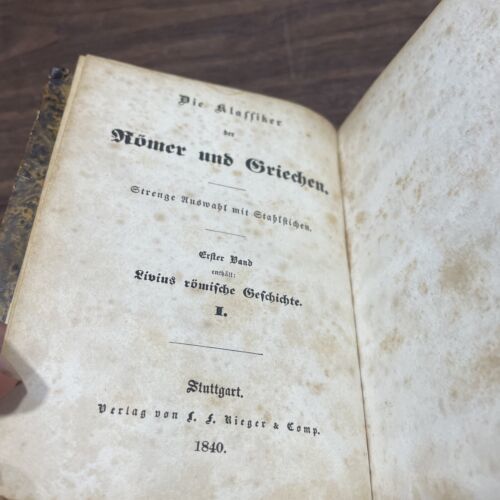 Die Klassiker
der
Römer und Griechen.
Strenge Auswahl mit Stahlstichen.
Erster Band
enthält:
Livius römische Geschichte.
I.
Stuttgart.
Verlag von L. F. Rieger & Comp.
1840.